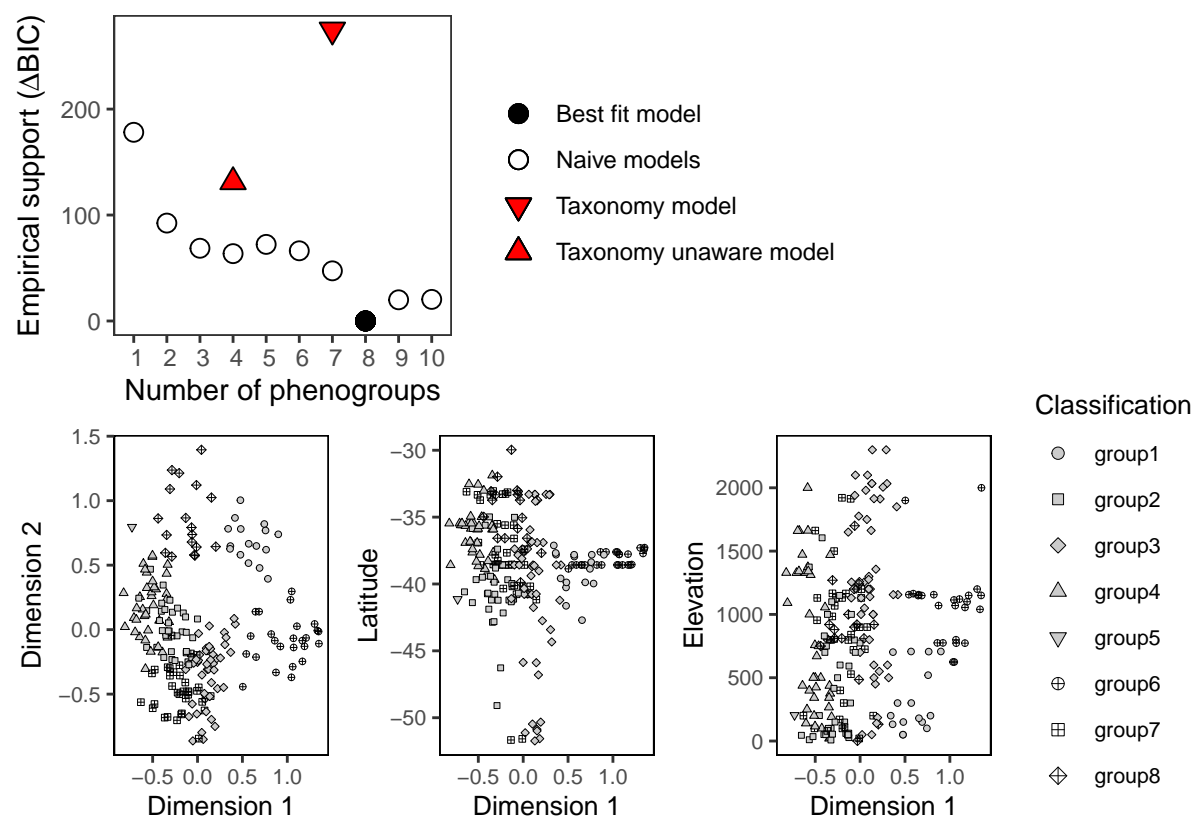 Empirical support (ΔBIC)
200
100
0
1 2 3 4 5 6 7 8 9 10
Number of phenogroups
Best fit model
Naive models
Taxonomy model
Taxonomy unaware model
Dimension 2
1.5
1.0
0.5
0.0
−0.5
−0.5 0.0 0.5 1.0
Dimension 1
Latitude
−30
−35
−40
−45
−50
−0.5 0.0 0.5 1.0
Dimension 1
Elevation
2000
1500
1000
500
0
−0.5 0.0 0.5 1.0
Dimension 1
Classification
group1
group2
group3
group4
group5
group6
group7
group8